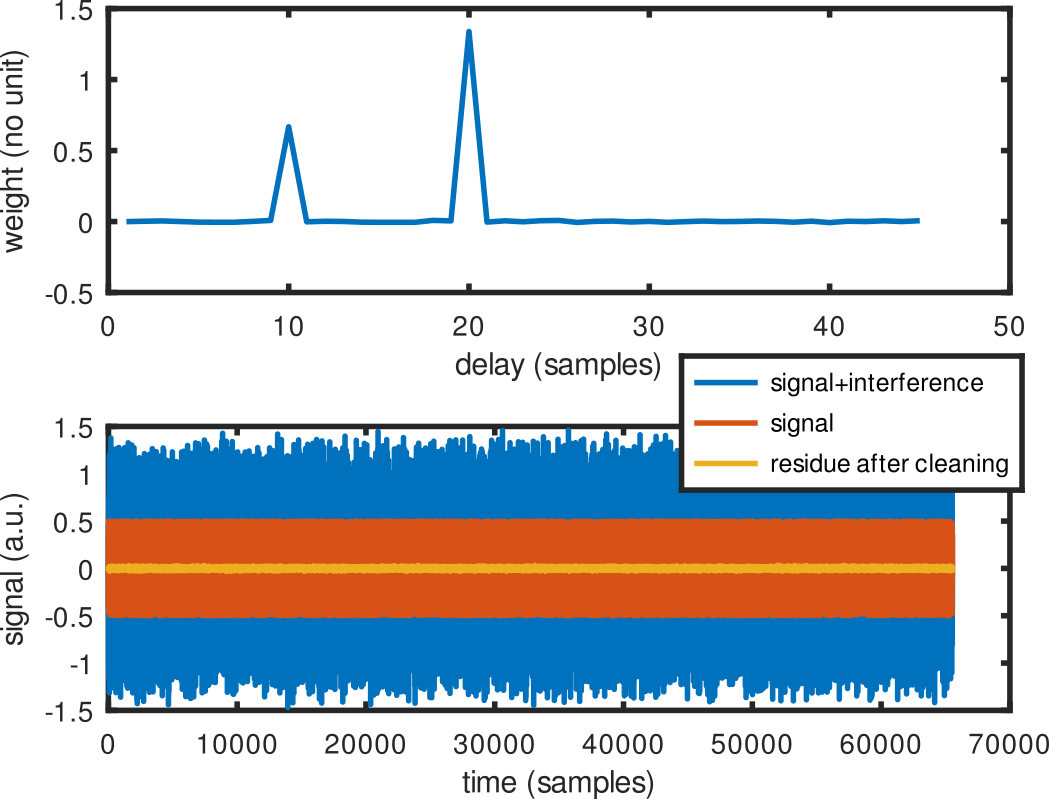 1.5
1
0.5
0
-0.5
weight (no unit)
0 10 20 30 40 50
delay (samples)
signal+interference
signal
residue after cleaning
1.5
1
0.5
0
-0.5
-1
-1.5
signal (a.u.)
0 10000 20000 30000 40000 50000 60000 70000
time (samples)